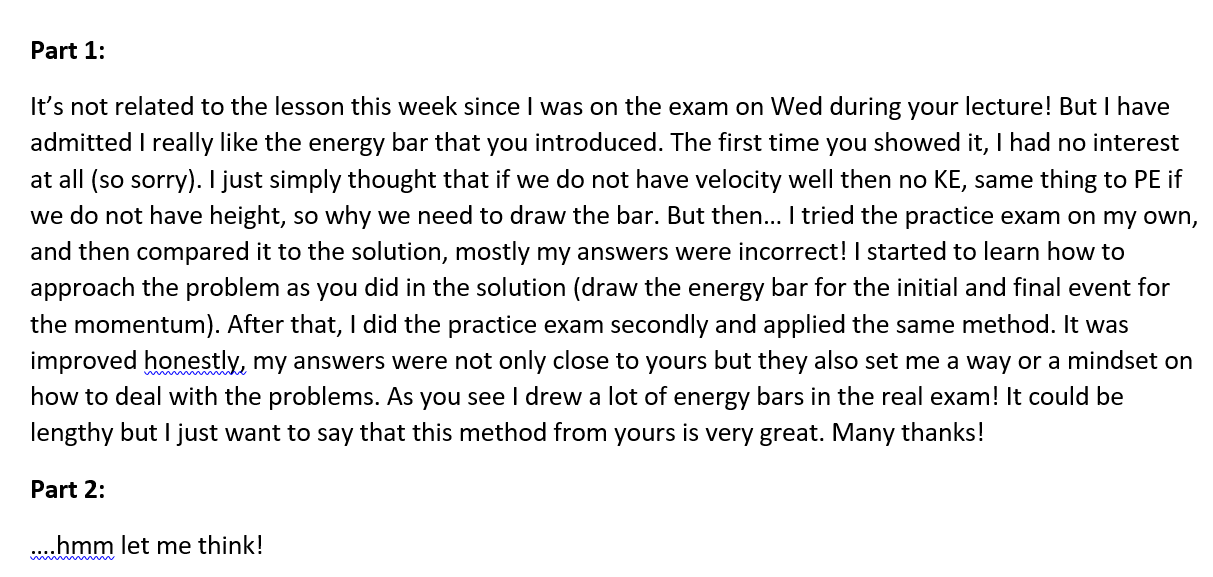 Part 1:
It’s not related to the lesson this week since I was on the exam on Wed during your lecture! But I have
admitted I really like the energy bar that you introduced. The first time you showed it, I had no interest
at all (so sorry). I just simply thought that if we do not have velocity well then no KE, same thing to PE if
we do not have height, so why we need to draw the bar. But then… I tried the practice exam on my own,
and then compared it to the solution, mostly my answers were incorrect! I started to learn how to
approach the problem as you did in the solution (draw the energy bar for the initial and final event for
the momentum). After that, I did the practice exam secondly and applied the same method. It was
improved honestly, my answers were not only close to yours but they also set me a way or a mindset on
how to deal with the problems. As you see I drew a lot of energy bars in the real exam! It could be
lengthy but I just want to say that this method from yours is very great. Many thanks!
Part 2:
….hmm let me think!